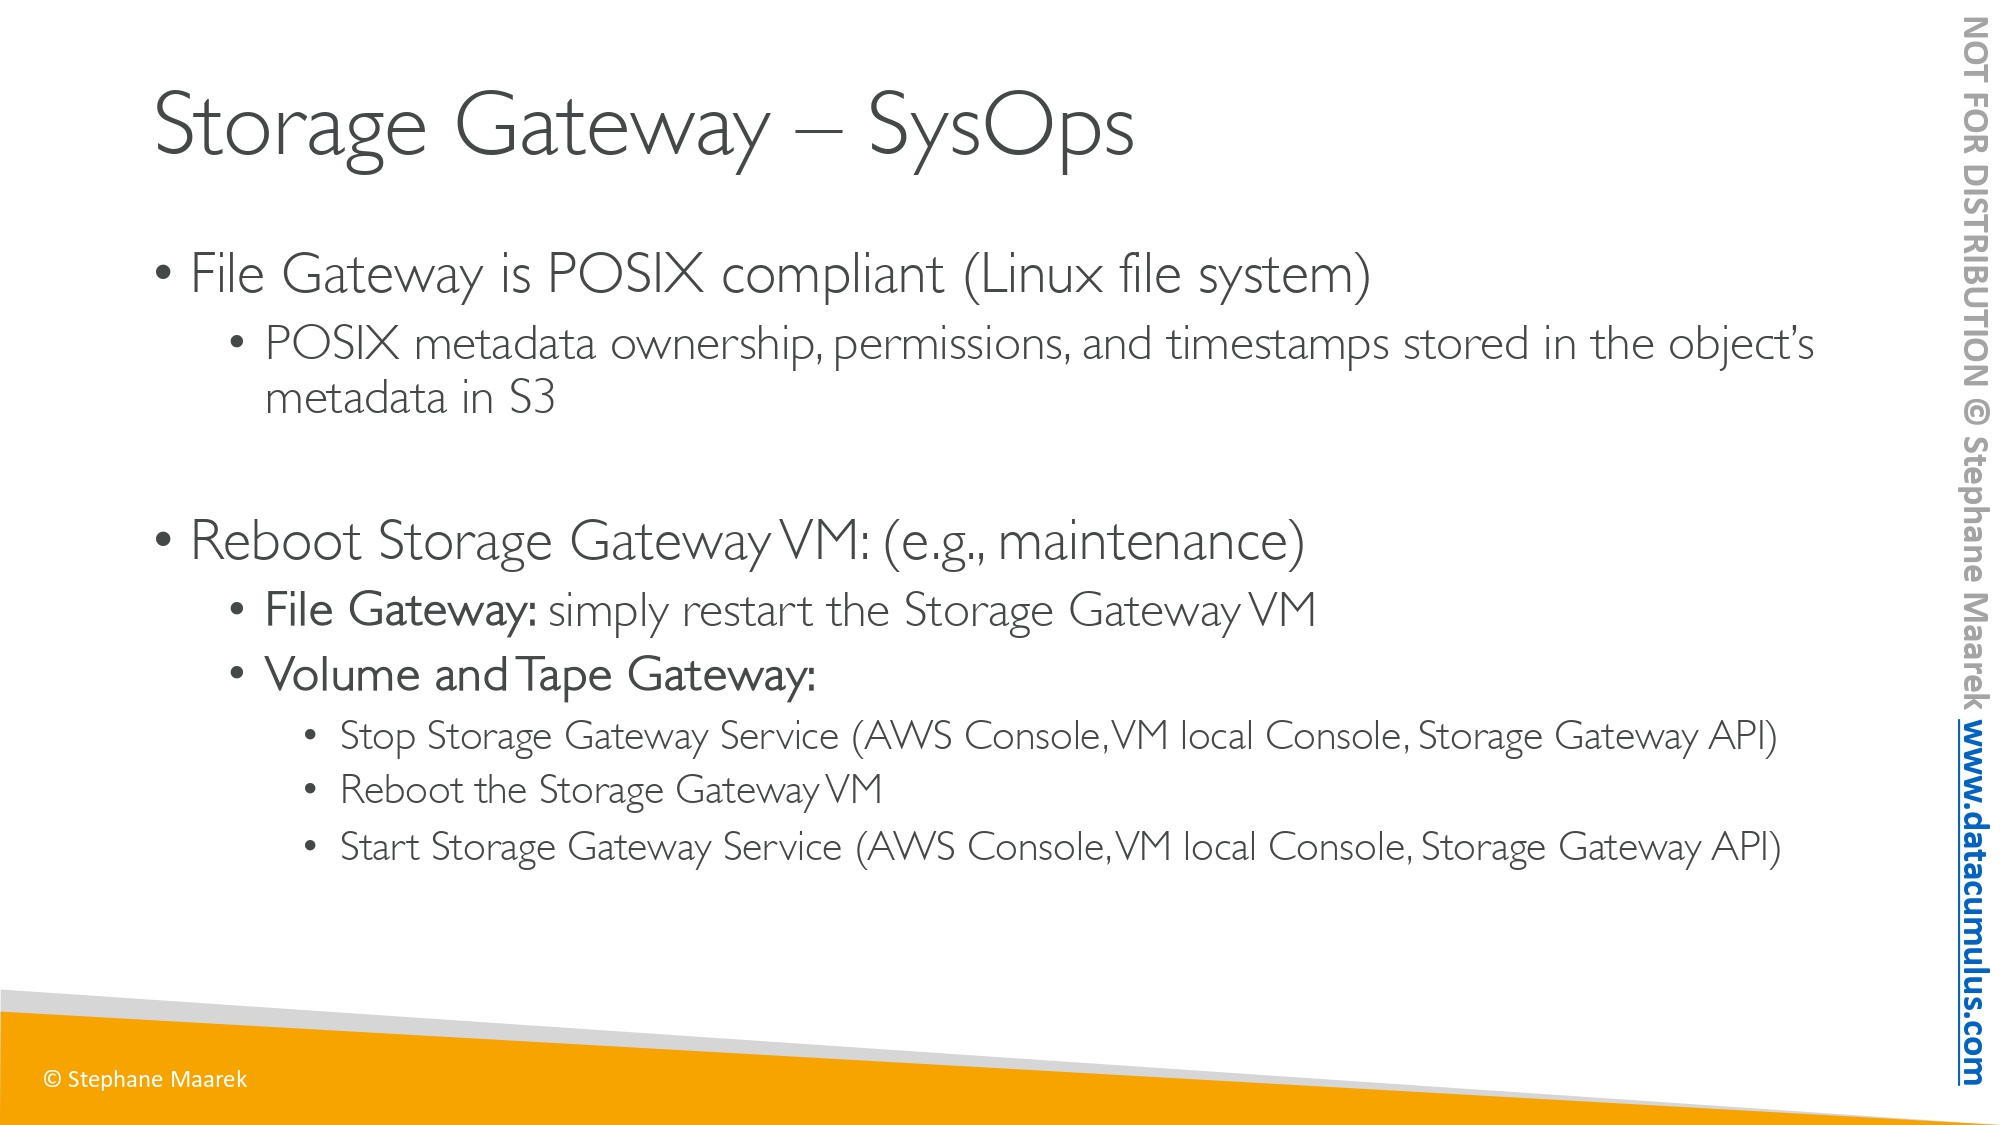 Storage Gateway – SysOps
• File Gateway is POSIX compliant (Linux file system)
• POSIX metadata ownership, permissions, and timestamps stored in the object’s
metadata in S3
• Reboot Storage Gateway VM: (e.g., maintenance)
• File Gateway: simply restart the Storage Gateway VM
• Volume and Tape Gateway:
• Stop Storage Gateway Service (AWS Console, VM local Console, Storage Gateway API)
• Reboot the Storage Gateway VM
• Start Storage Gateway Service (AWS Console, VM local Console, Storage Gateway API)
© Stephane Maarek
NOT FOR DISTRIBUTION © Stephane Maarek www.datacumulus.com